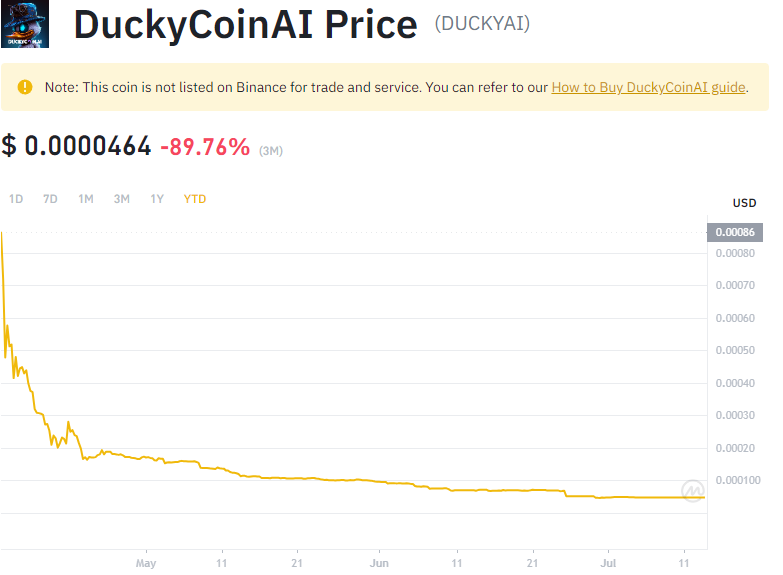 DuckyCoinAI Price (DUCKYAI)
Note: This coin is not listed on Binance for trade and service. You can refer to our How to Buy DuckyCoinAI guide.
$ 0.0000464 -89.76% (3M)
1D 7D 1M 3M 1Y YTD
USD
0.00086
0.00080
0.00070
0.00060
0.00050
0.00040
0.00030
0.00020
0.000100
May 11 21 Jun 11 21 Jul 11